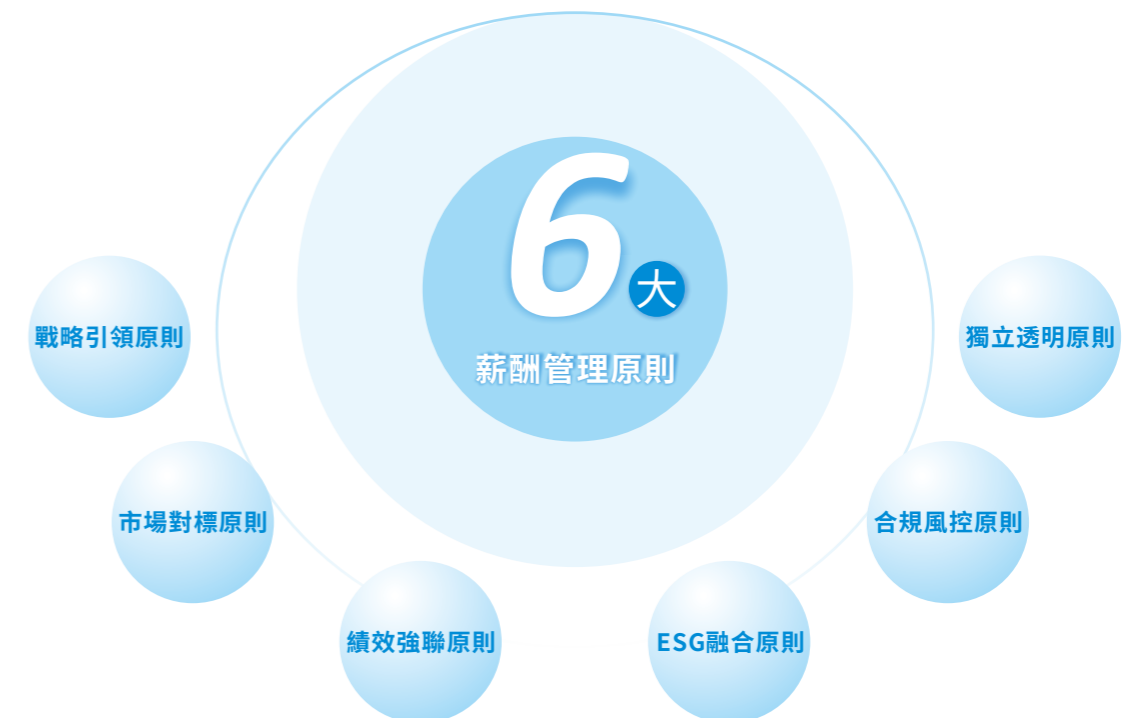 6大
薪酬管理原則
戰略引領原則
市場對標原則
績效強聯原則
ESG融合原則
合規風控原則
獨立透明原則